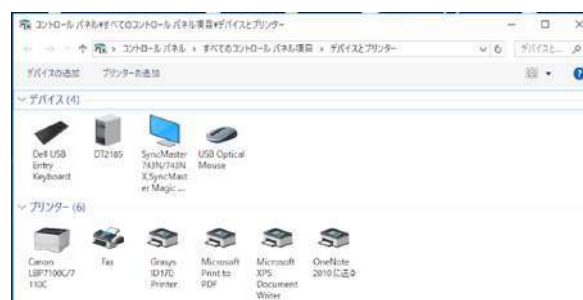 コントロール パネル¥すべてのコントロール パネル項目¥デバイスとプリンター
コントロール パネル › すべてのコントロール パネル項目 › デバイスとプリンター
デバイスと...
デバイスの追加 プリンターの追加
デバイス (4)
Dell USB
Entry
Keyboard
SyncMaster
743N/743N
X,SyncMast
er Magic ...
USB Optical
Mouse
プリンター (6)
Canon
LBP7100C/7
110C
Fax
Printer
Microsoft
Print to
PDF
Microsoft
XPS
Document
Writer
OneNote
2010 に送る